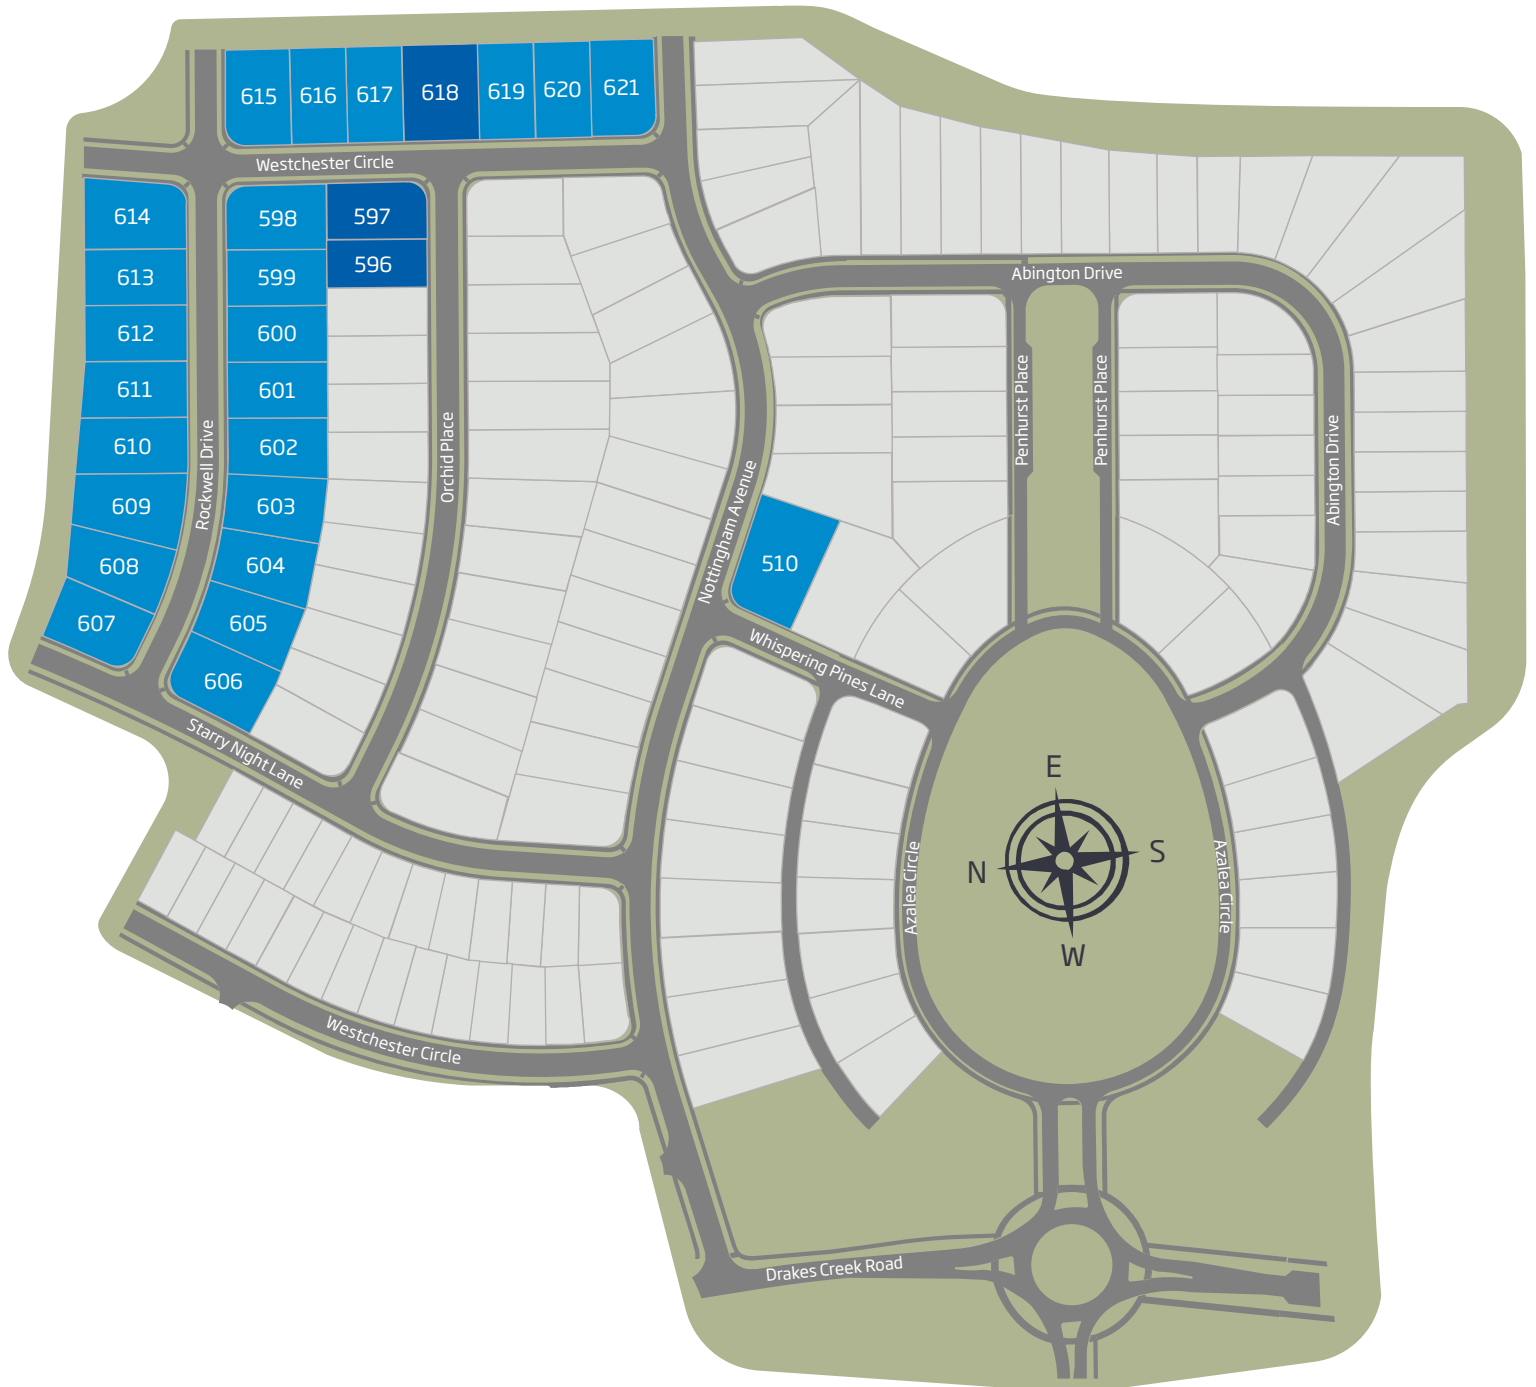 615
616
617
618
619
620
621
Westchester Circle
614
598
597
613
599
596
612
600
611
601
610
602
609
603
608
604
607
605
606
Rockwell Drive
Orchid Place
Starry Night Lane
Nottingham Avenue
510
Whispering Pines Lane
Abington Drive
Penhurst Place
Penhurst Place
Abington Drive
E
N
S
W
Azalea Circle
Azalea Circle
Westchester Circle
Drakes Creek Road